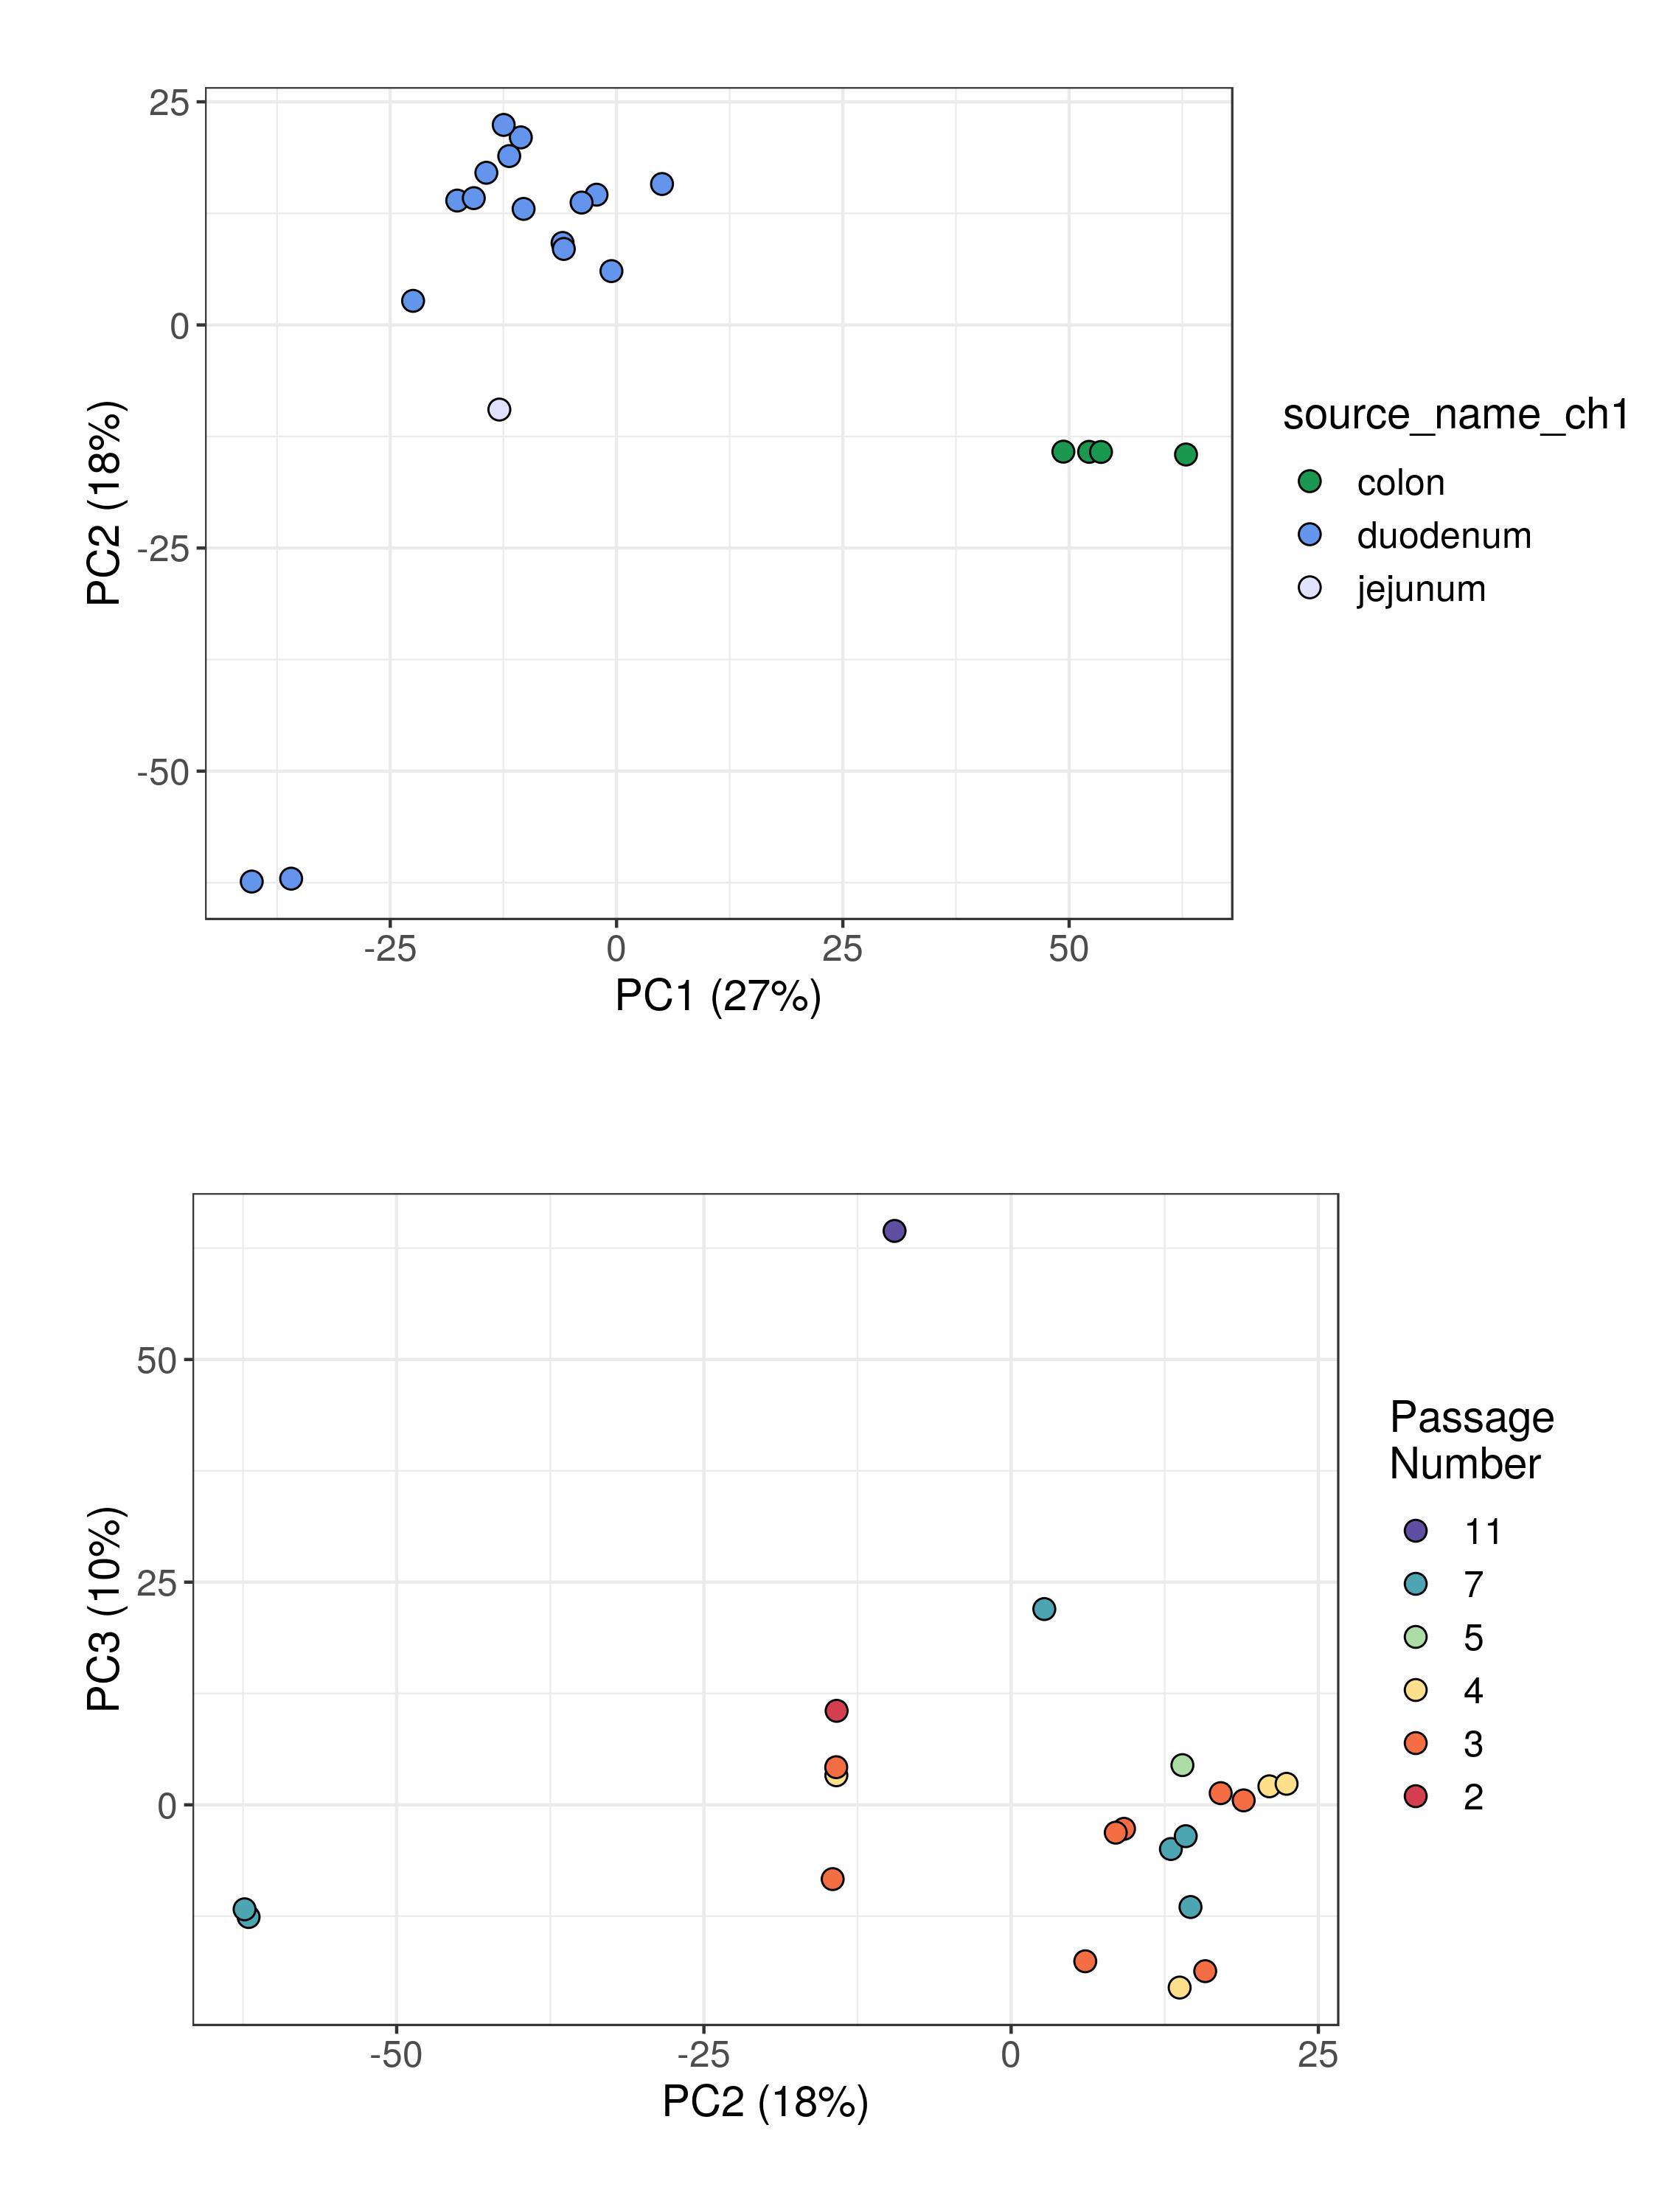 25
0
-25
-50
PC2 (18%)
-25 0 25 50
PC1 (27%)
source_name_ch1
colon
duodenum
jejunum
50
25
0
PC3 (10%)
-50 -25 0 25
PC2 (18%)
Passage
Number
11
7
5
4
3
2